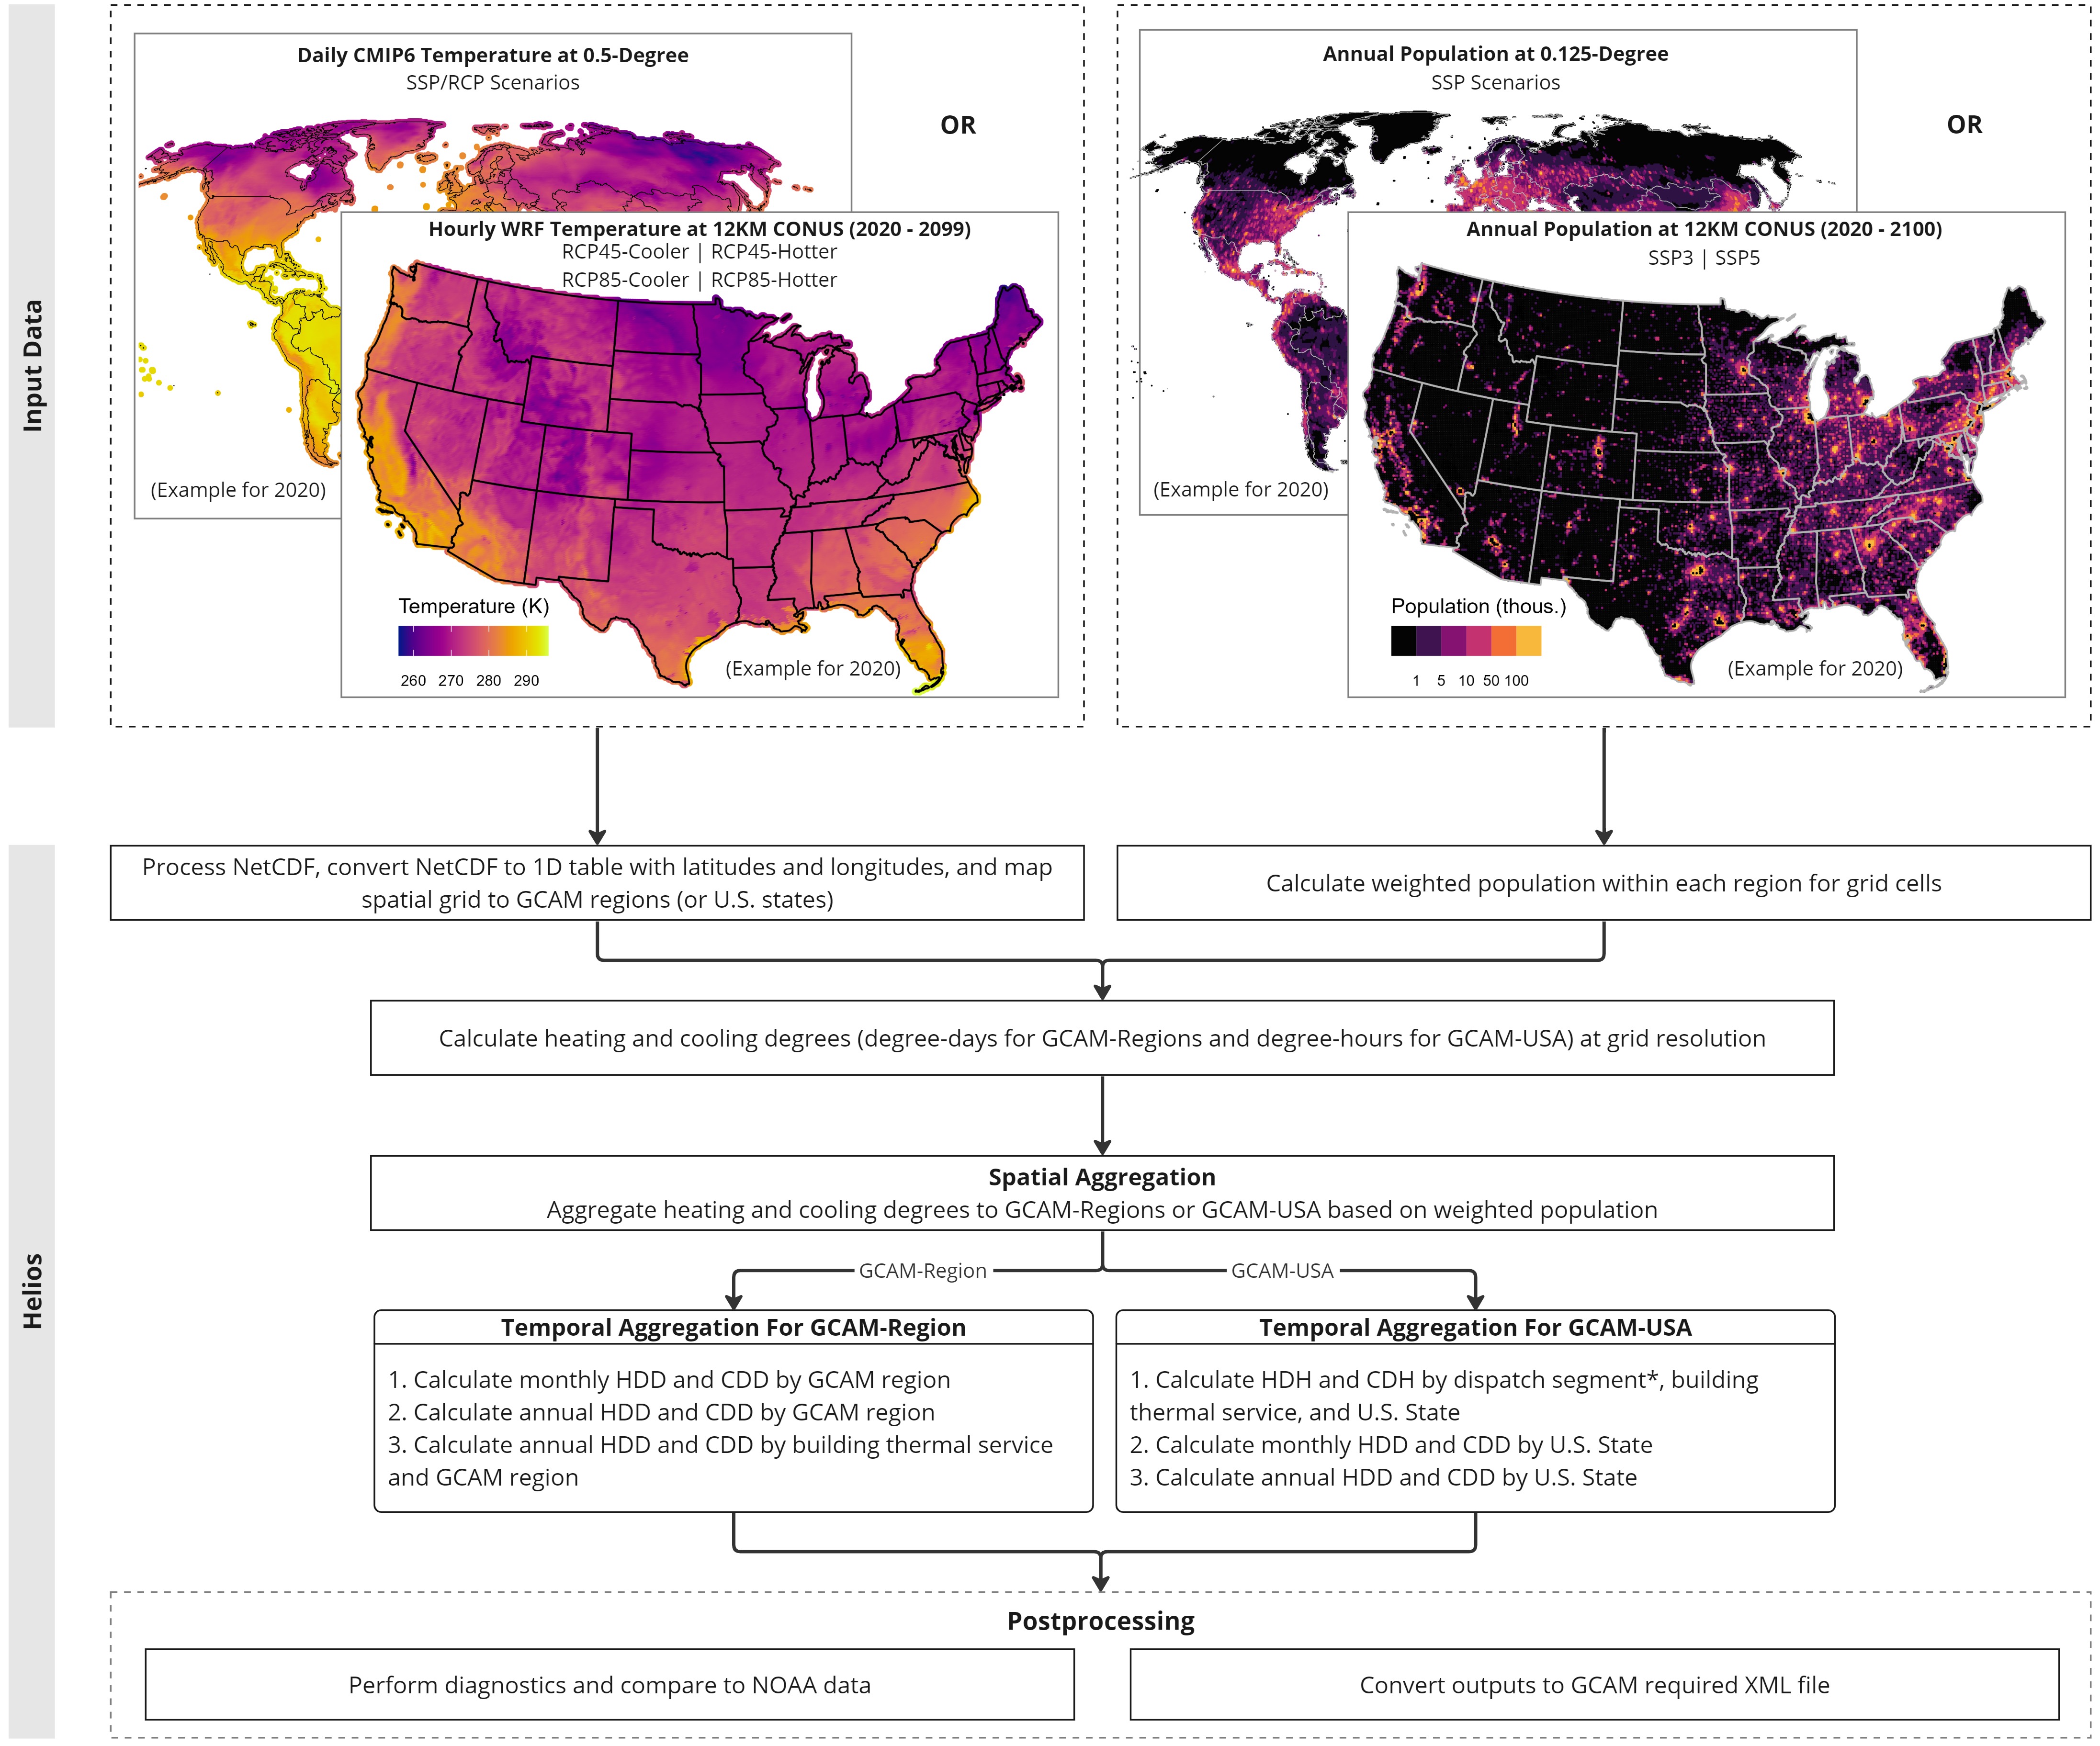 Input Data
Daily CMIP6 Temperature at 0.5-Degree
SSP/RCP Scenarios
OR
(Example for 2020)
Hourly WRF Temperature at 12KM CONUS (2020 - 2099)
RCP45-Cooler | RCP45-Hotter
RCP85-Cooler | RCP85-Hotter
Temperature (K)
260 270 280 290
(Example for 2020)
Annual Population at 0.125-Degree
SSP Scenarios
OR
(Example for 2020)
Annual Population at 12KM CONUS (2020 - 2100)
SSP3 | SSP5
Population (thous.)
1 5 10 50 100
(Example for 2020)
Helios
Process NetCDF, convert NetCDF to 1D table with latitudes and longitudes, and map
spatial grid to GCAM regions (or U.S. states)
Calculate weighted population within each region for grid cells
Calculate heating and cooling degrees (degree-days for GCAM-Regions and degree-hours for GCAM-USA) at grid resolution
Spatial Aggregation
Aggregate heating and cooling degrees to GCAM-Regions or GCAM-USA based on weighted population
GCAM-Region
GCAM-USA
Temporal Aggregation For GCAM-Region
1. Calculate monthly HDD and CDD by GCAM region
2. Calculate annual HDD and CDD by GCAM region
3. Calculate annual HDD and CDD by building thermal service
and GCAM region
Temporal Aggregation For GCAM-USA
1. Calculate HDH and CDH by dispatch segment*, building
thermal service, and U.S. State
2. Calculate monthly HDD and CDD by U.S. State
3. Calculate annual HDD and CDD by U.S. State
Postprocessing
Perform diagnostics and compare to NOAA data
Convert outputs to GCAM required XML file